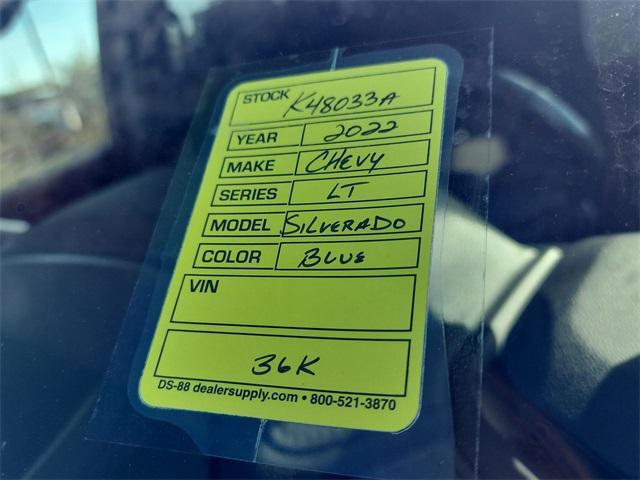 STOCK K48033A
YEAR 2022
MAKE CHEVY
SERIES LT
MODEL SILVERADO
COLOR BLUE
VIN
36K
DS-88 dealersupply.com • 800-521-3870